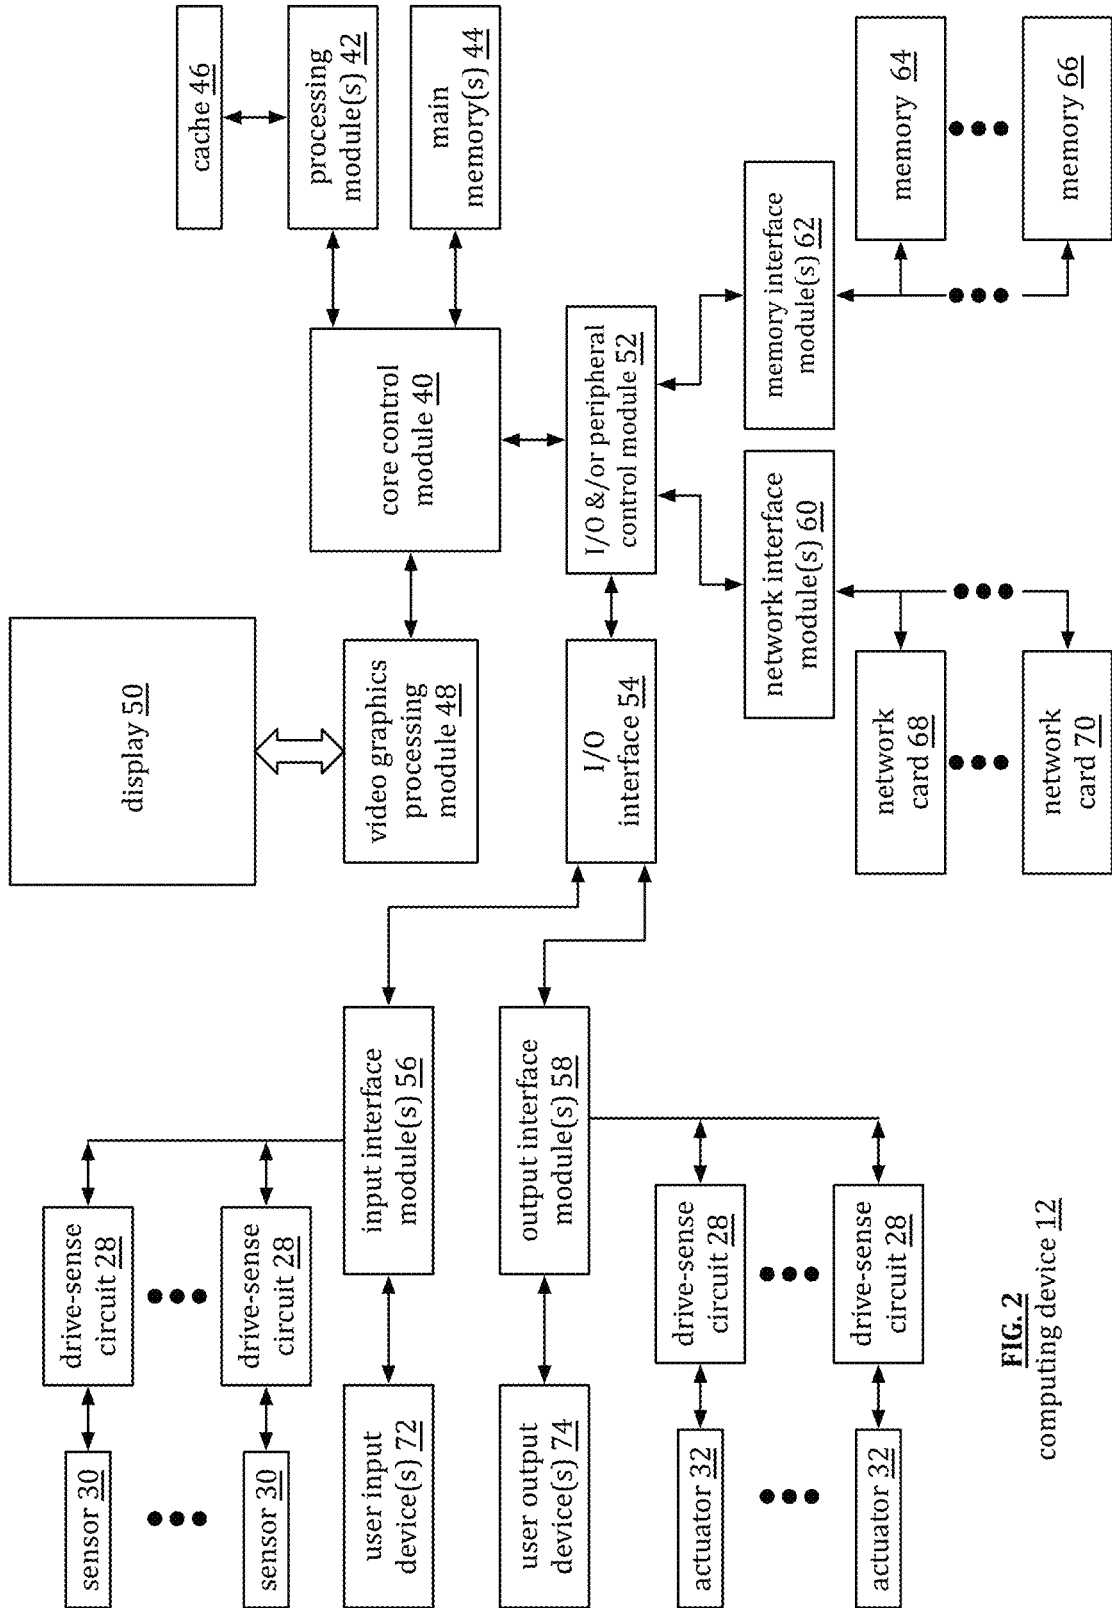 sensor 30
drive-sense
circuit 28
sensor 30
drive-sense
circuit 28
user input
device(s) 72
input interface
module(s) 56
user output
device(s) 74
output interface
module(s) 58
actuator 32
drive-sense
circuit 28
actuator 32
drive-sense
circuit 28
display 50
video graphics
processing
module 48
core control
module 40
cache 46
processing
module(s) 42
main
memory(s) 44
I/O
interface 54
I/O &/or peripheral
control module 52
network interface
module(s) 60
memory interface
module(s) 62
network
card 68
network
card 70
memory 64
memory 66
FIG. 2
computing device 12